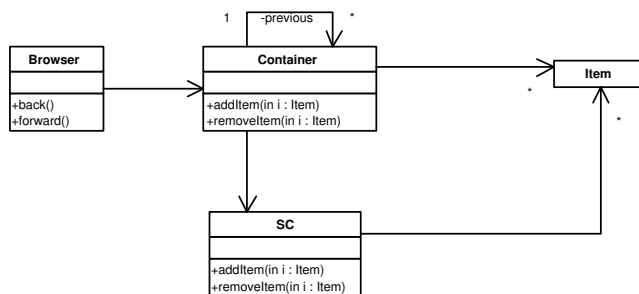 1 -previous *
Browser
Container
Item
+back()
+forward()
+addItem(in i : Item)
+removeItem(in i : Item)
*
*
SC
+addItem(in i : Item)
+removeItem(in i : Item)